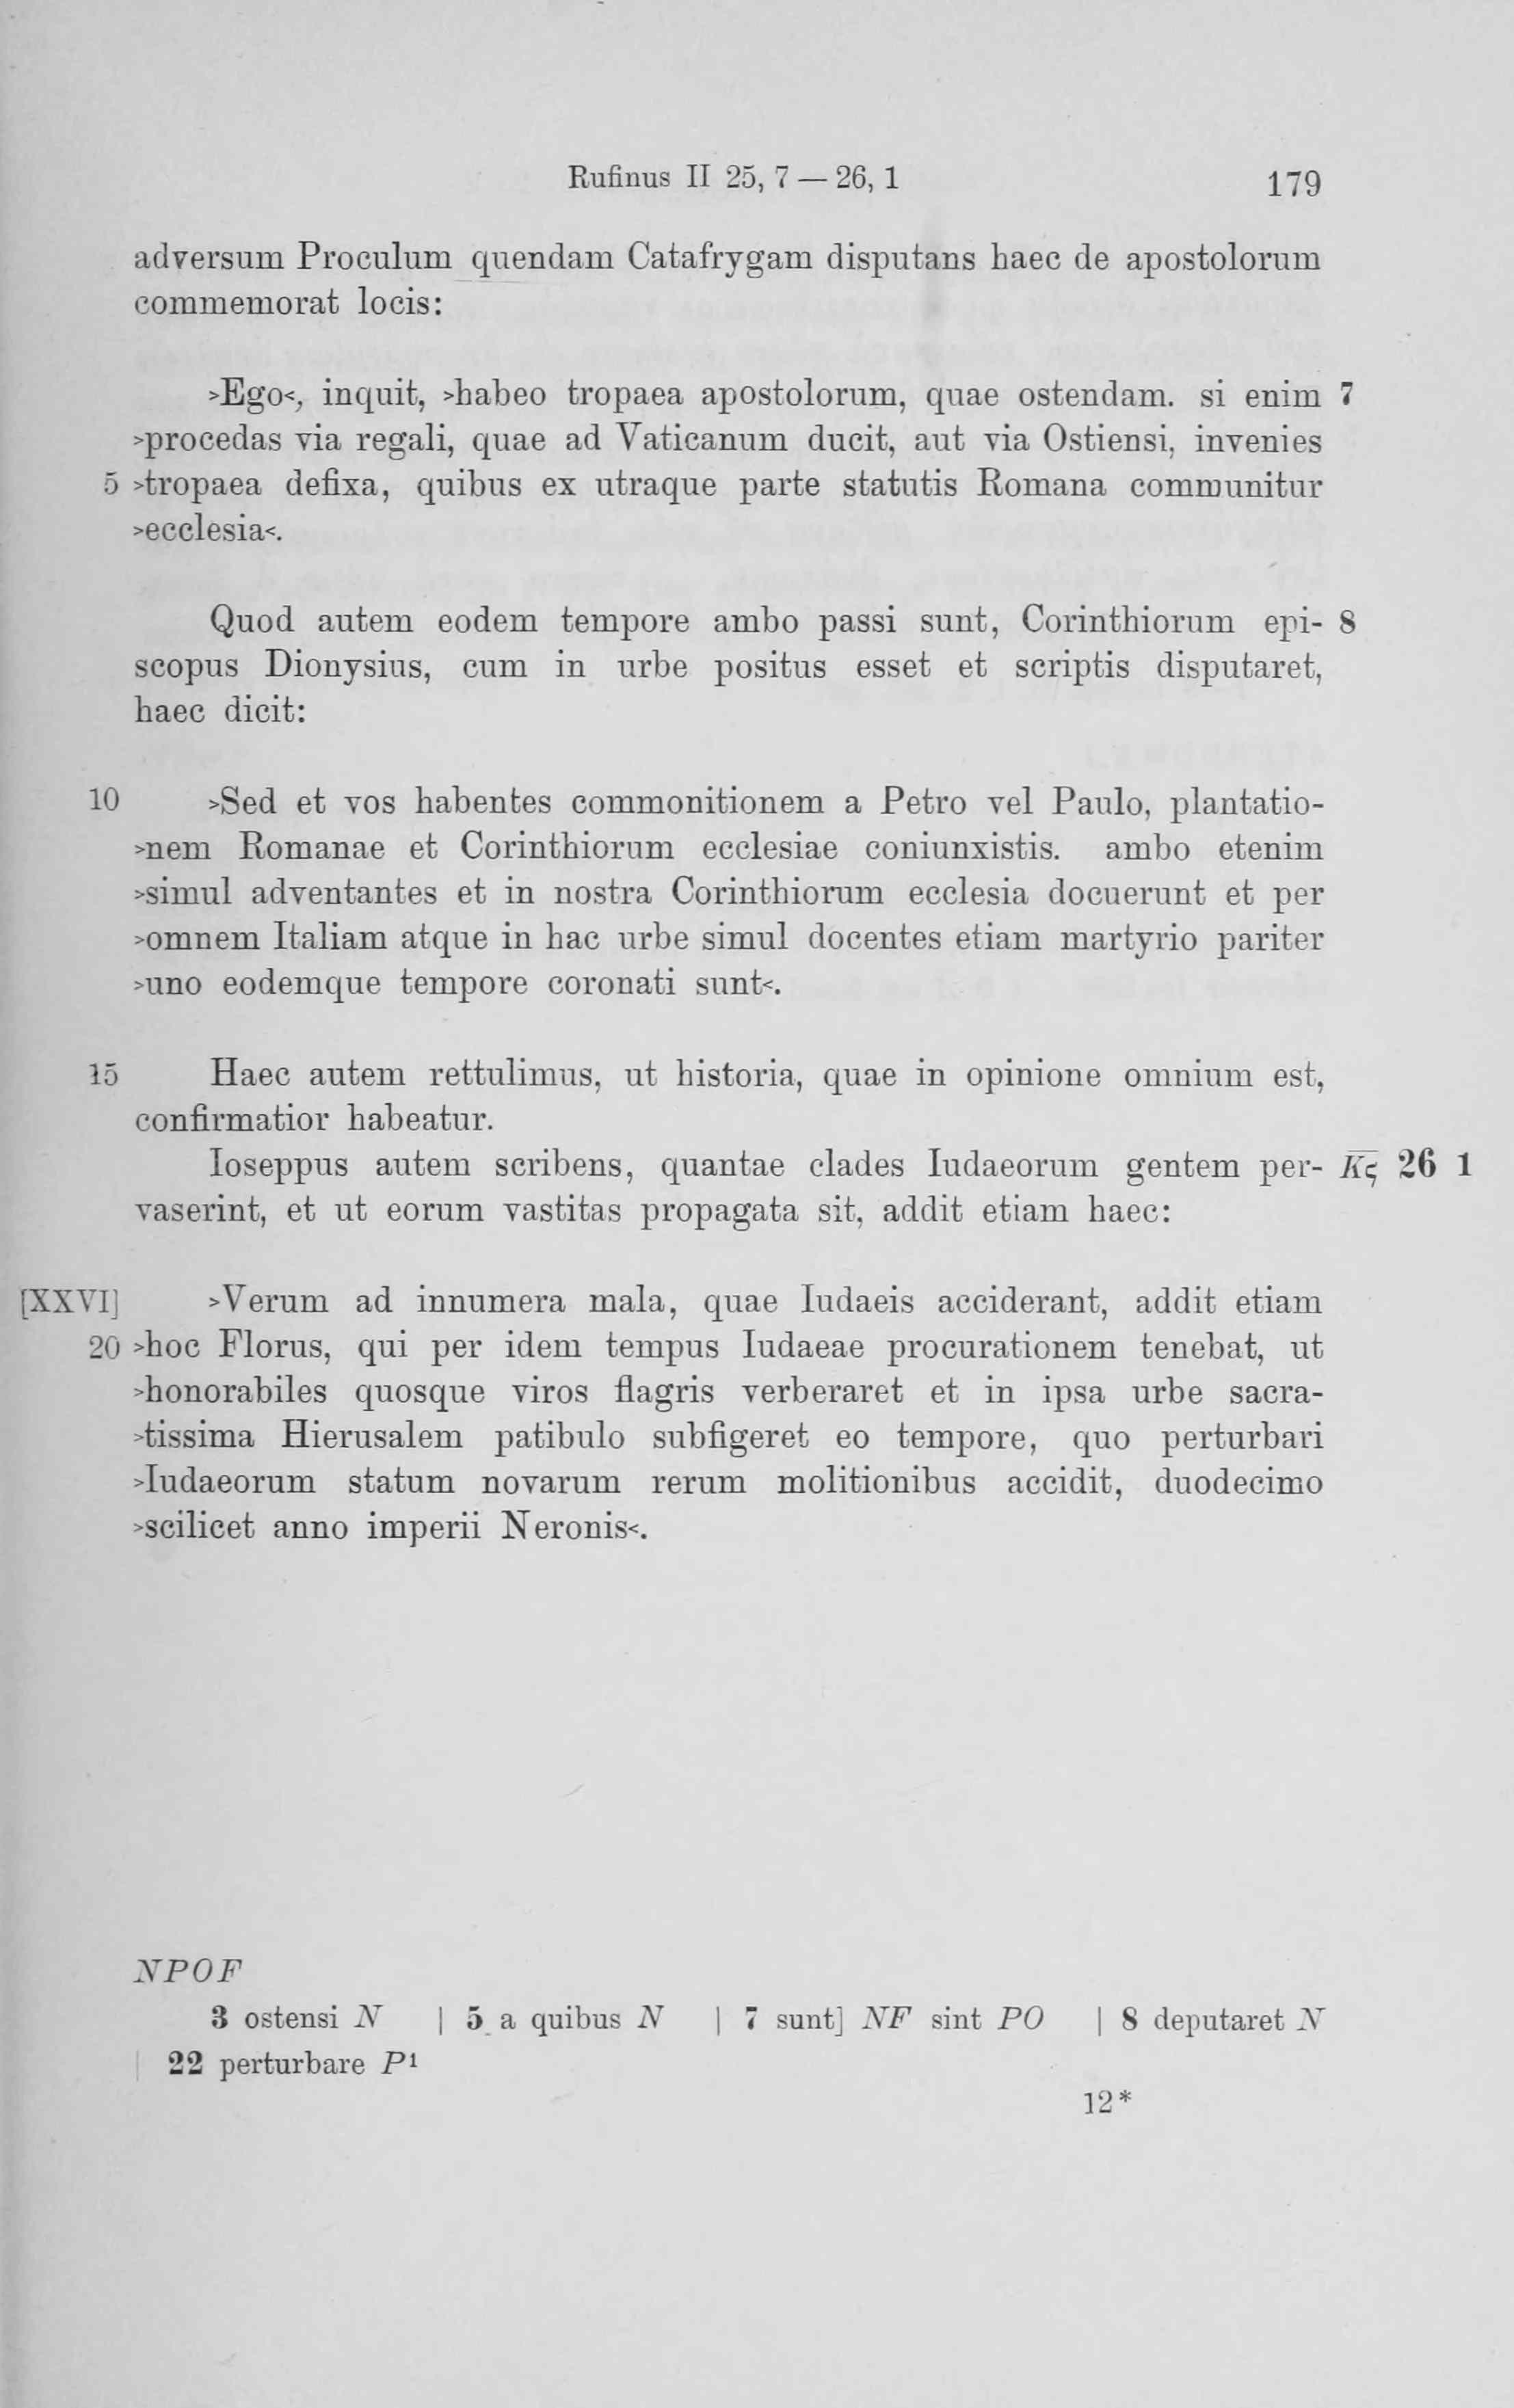 Rufinus II 25, 7 — 26, 1 179
adversum Proculum quendam Catafrygam disputans haec de apostolorum
commemorat locis:
>Ego<, inquit, >habeo tropaea apostolorum, quae ostendam. si enim 7
>procedas via regali, quae ad Vaticanum ducit, aut via Ostiensi, invenies
5 >tropaea defixa, quibus ex utraque parte statutis Romana communitur
>ecclesia<.
Quod autem eodem tempore ambo passi sunt, Corinthiorum epi- 8
scopus Dionysius, cum in urbe positus esset et scriptis disputaret,
haec dicit:
10 >Sed et vos habentes commonitionem a Petro vel Paulo, plantatio-
>nem Romanae et Corinthiorum ecclesiae coniunxistis. ambo etenim
>simul adventantes et in nostra Corinthiorum ecclesia docuerunt et per
>omnem Italiam atque in hac urbe simul docentes etiam martyrio pariter
>uno eodemque tempore coronati sunt<.
15 Haec autem rettulimus, ut historia, quae in opinione omnium est,
confirmatior habeatur.
Ioseppus autem scribens, quantae clades Iudaeorum gentem per- K̅ς̅ 26 1
vaserint, et ut eorum vastitas propagata sit, addit etiam haec:
[XXVI] >Verum ad innumera mala, quae Iudaeis acciderant, addit etiam
20 >hoc Florus, qui per idem tempus Iudaeae procurationem tenebat, ut
>honorabiles quosque viros flagris verberaret et in ipsa urbe sacra-
>tissima Hierusalem patibulo subfigeret eo tempore, quo perturbari
>Iudaeorum statum novarum rerum molitionibus accidit, duodecimo
>scilicet anno imperii Neronis<.
NPOF
3 ostensi N | 5 a quibus N | 7 sunt] NF sint PO | 8 deputaret N
| 22 perturbare P¹
12*